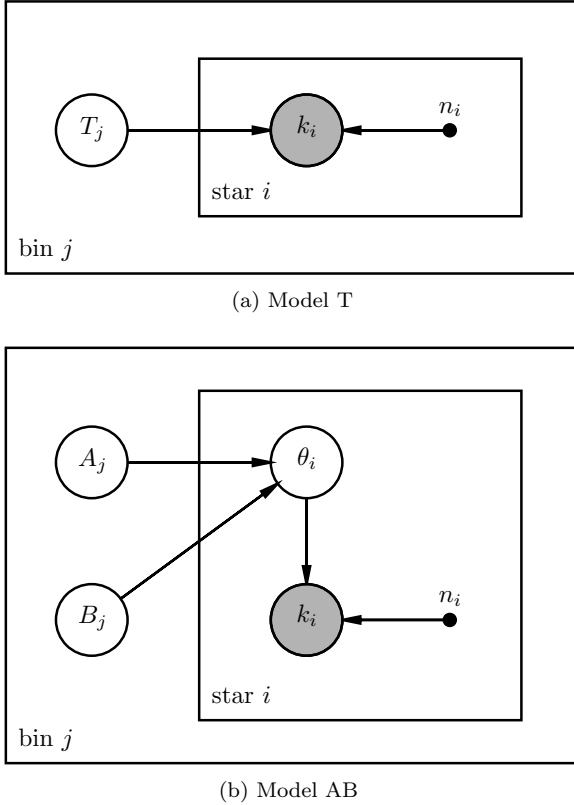 n_i
T_j k_i
star i
bin j
(a) Model T
A_j θ_i
n_i
B_j k_i
star i
bin j
(b) Model AB